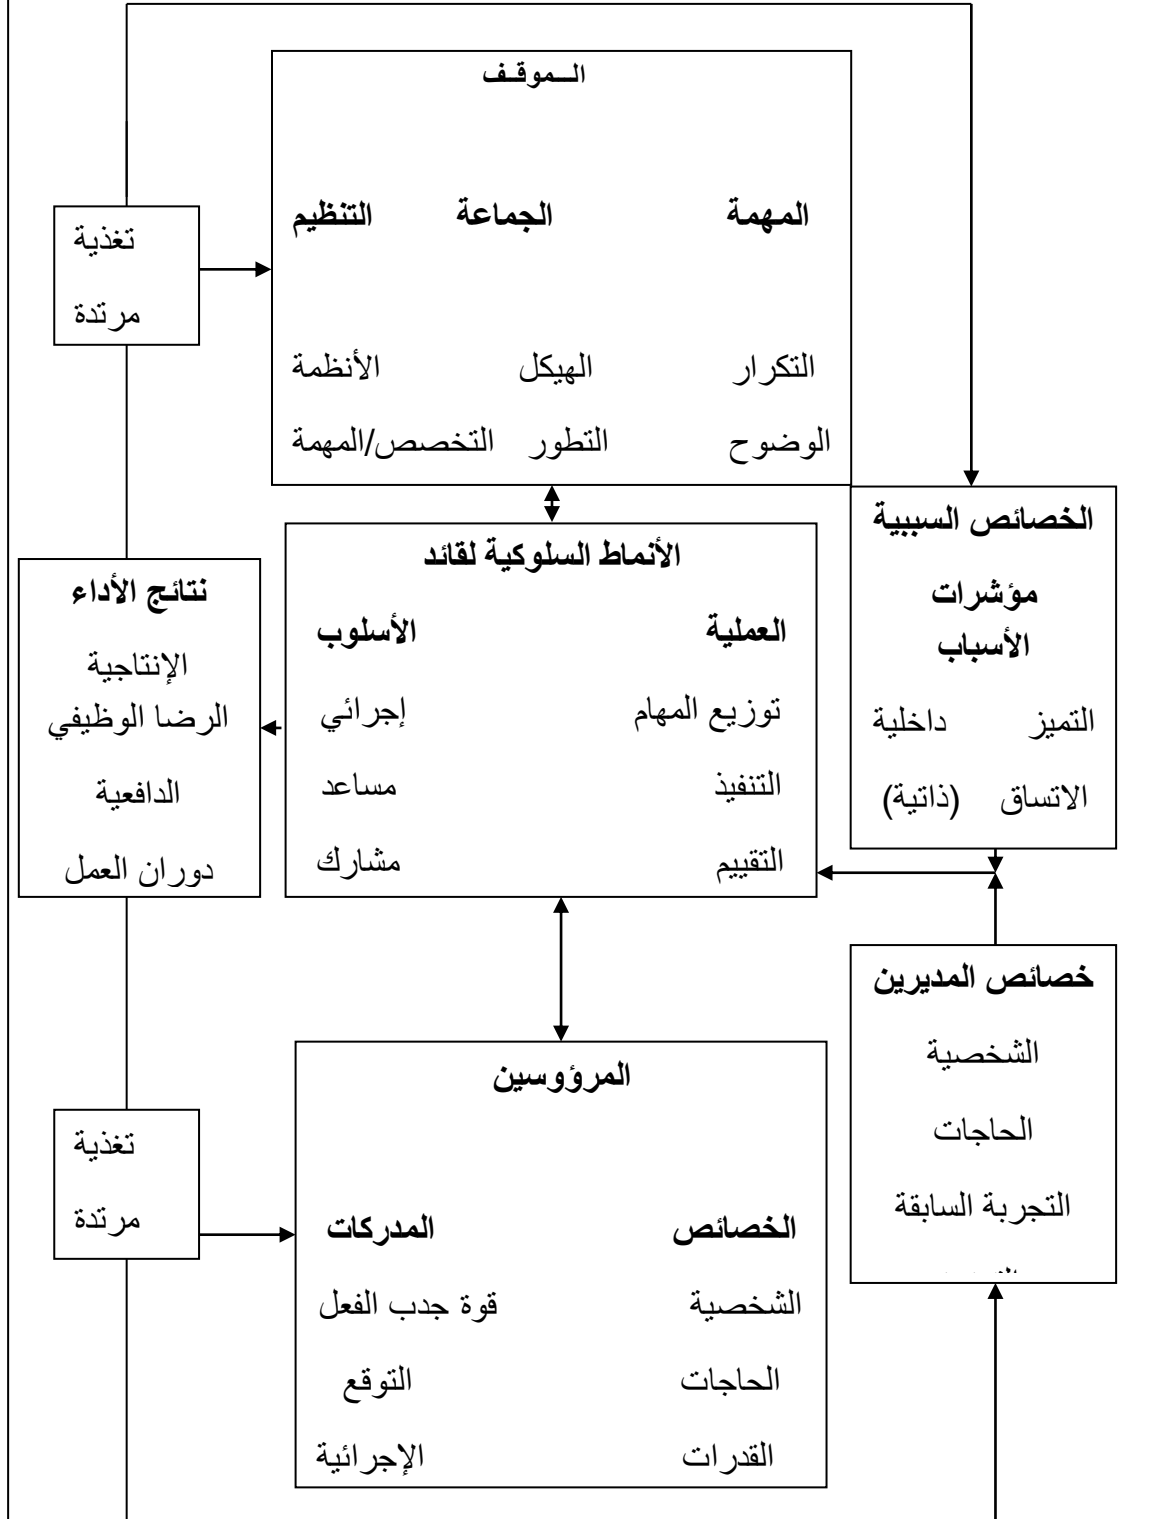 الـــموقـف
المهمة الجماعة التنظيم
التكرار الهيكل الأنظمة
الوضوح التطور التخصص/المهمة
تغذية
مرتدة
الخصائص السببية
مؤشرات
الأسباب
التميز داخلية
الاتساق (ذاتية)
الأنماط السلوكية لقائد
العملية الأسلوب
توزيع المهام إجرائي
التنفيذ مساعد
التقييم مشارك
نتائج الأداء
الإنتاجية
الرضا الوظيفي
الدافعية
دوران العمل
خصائص المديرين
الشخصية
الحاجات
التجربة السابقة
المرؤوسين
الخصائص المدركات
الشخصية قوة جدب الفعل
الحاجات التوقع
القدرات الإجرائية
تغذية
مرتدة